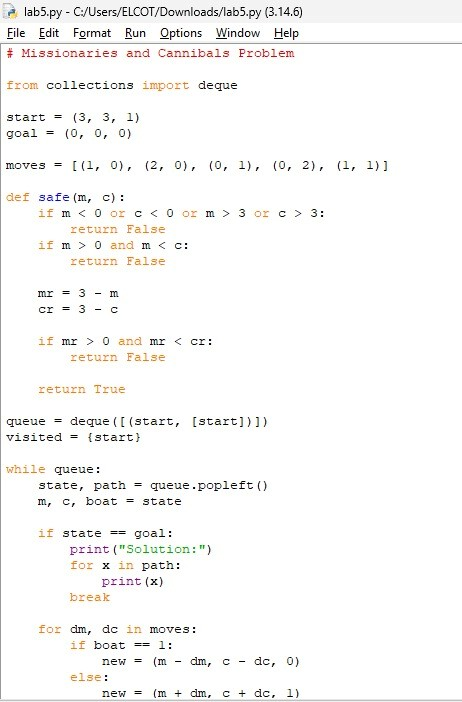 lab5.py - C:/Users/ELCOT/Downloads/lab5.py (3.14.6)
File Edit Format Run Options Window Help
# Missionaries and Cannibals Problem

from collections import deque

start = (3, 3, 1)
goal = (0, 0, 0)

moves = [(1, 0), (2, 0), (0, 1), (0, 2), (1, 1)]

def safe(m, c):
    if m < 0 or c < 0 or m > 3 or c > 3:
        return False
    if m > 0 and m < c:
        return False

    mr = 3 - m
    cr = 3 - c

    if mr > 0 and mr < cr:
        return False

    return True

queue = deque([(start, [start])])
visited = {start}

while queue:
    state, path = queue.popleft()
    m, c, boat = state

    if state == goal:
        print("Solution:")
        for x in path:
            print(x)
        break

    for dm, dc in moves:
        if boat == 1:
            new = (m - dm, c - dc, 0)
        else:
            new = (m + dm, c + dc, 1)